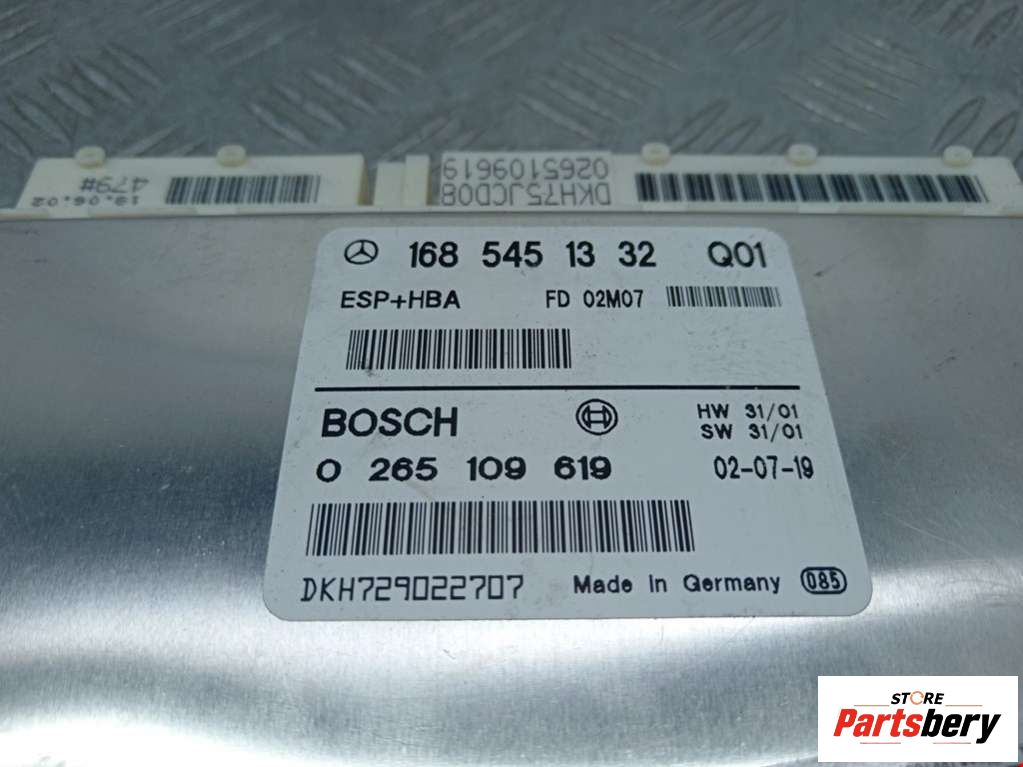 19.06.02
479#
DKH75JCD08
0265109619
168 545 13 32 Q01
ESP+HBA FD 02M07
BOSCH HW 31/01
SW 31/01
0 265 109 619 02-07-19
DKH729022707 Made in Germany 085
STORE
Partsbery